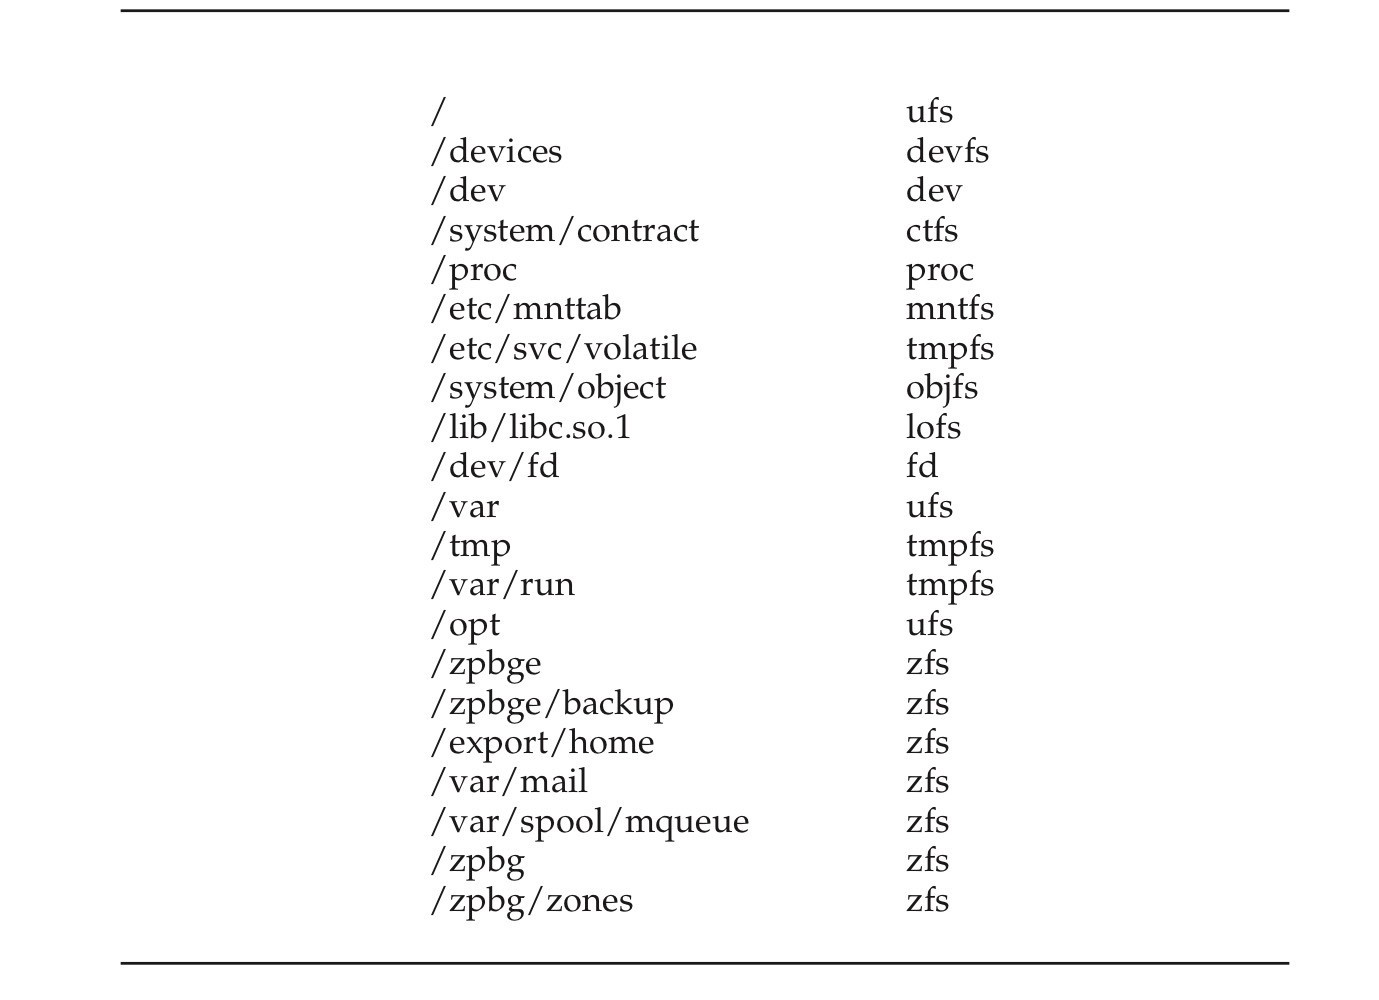 / ufs
/devices devfs
/dev dev
/system/contract ctfs
/proc proc
/etc/mnttab mntfs
/etc/svc/volatile tmpfs
/system/object objfs
/lib/libc.so.1 lofs
/dev/fd fd
/var ufs
/tmp tmpfs
/var/run tmpfs
/opt ufs
/zpbge zfs
/zpbge/backup zfs
/export/home zfs
/var/mail zfs
/var/spool/mqueue zfs
/zpbg zfs
/zpbg/zones zfs